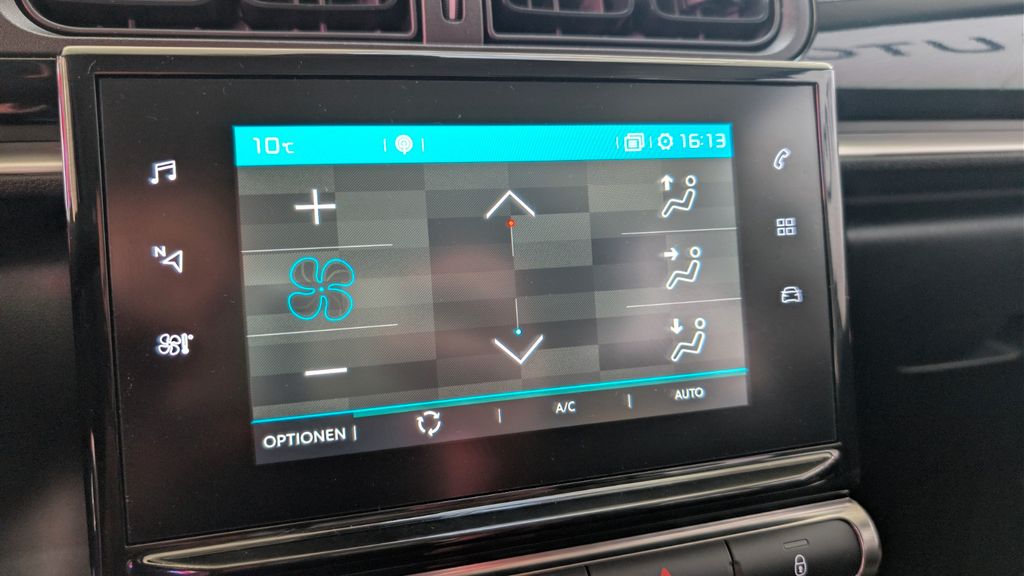 10°C
16:13
N
OPTIONEN
A/C
AUTO